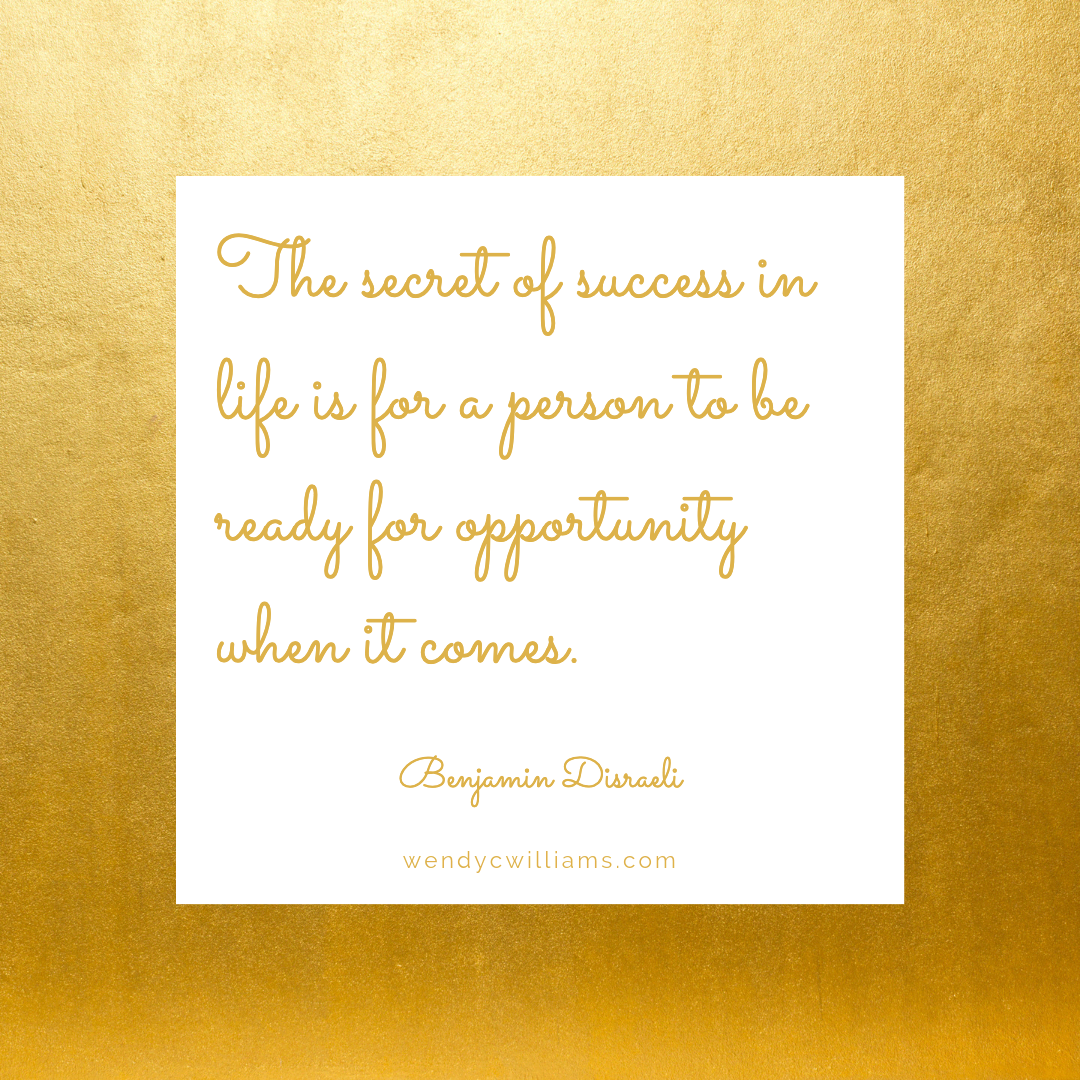 The secret of success in
life is for a person to be
ready for opportunity
when it comes.
Benjamin Disraeli
wendycwilliams.com